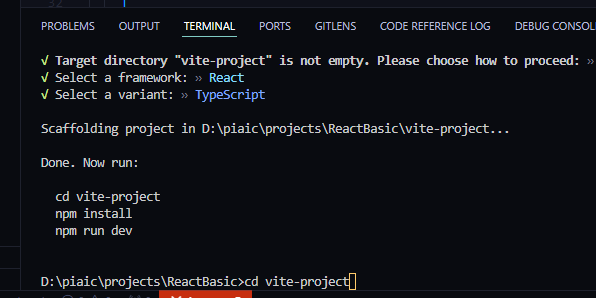 32
PROBLEMS OUTPUT TERMINAL PORTS GITLENS CODE REFERENCE LOG DEBUG CONSOL
√ Target directory "vite-project" is not empty. Please choose how to proceed: »
√ Select a framework: » React
√ Select a variant: » TypeScript
Scaffolding project in D:\piaic\projects\ReactBasic\vite-project...
Done. Now run:
cd vite-project
npm install
npm run dev
D:\piaic\projects\ReactBasic>cd vite-project